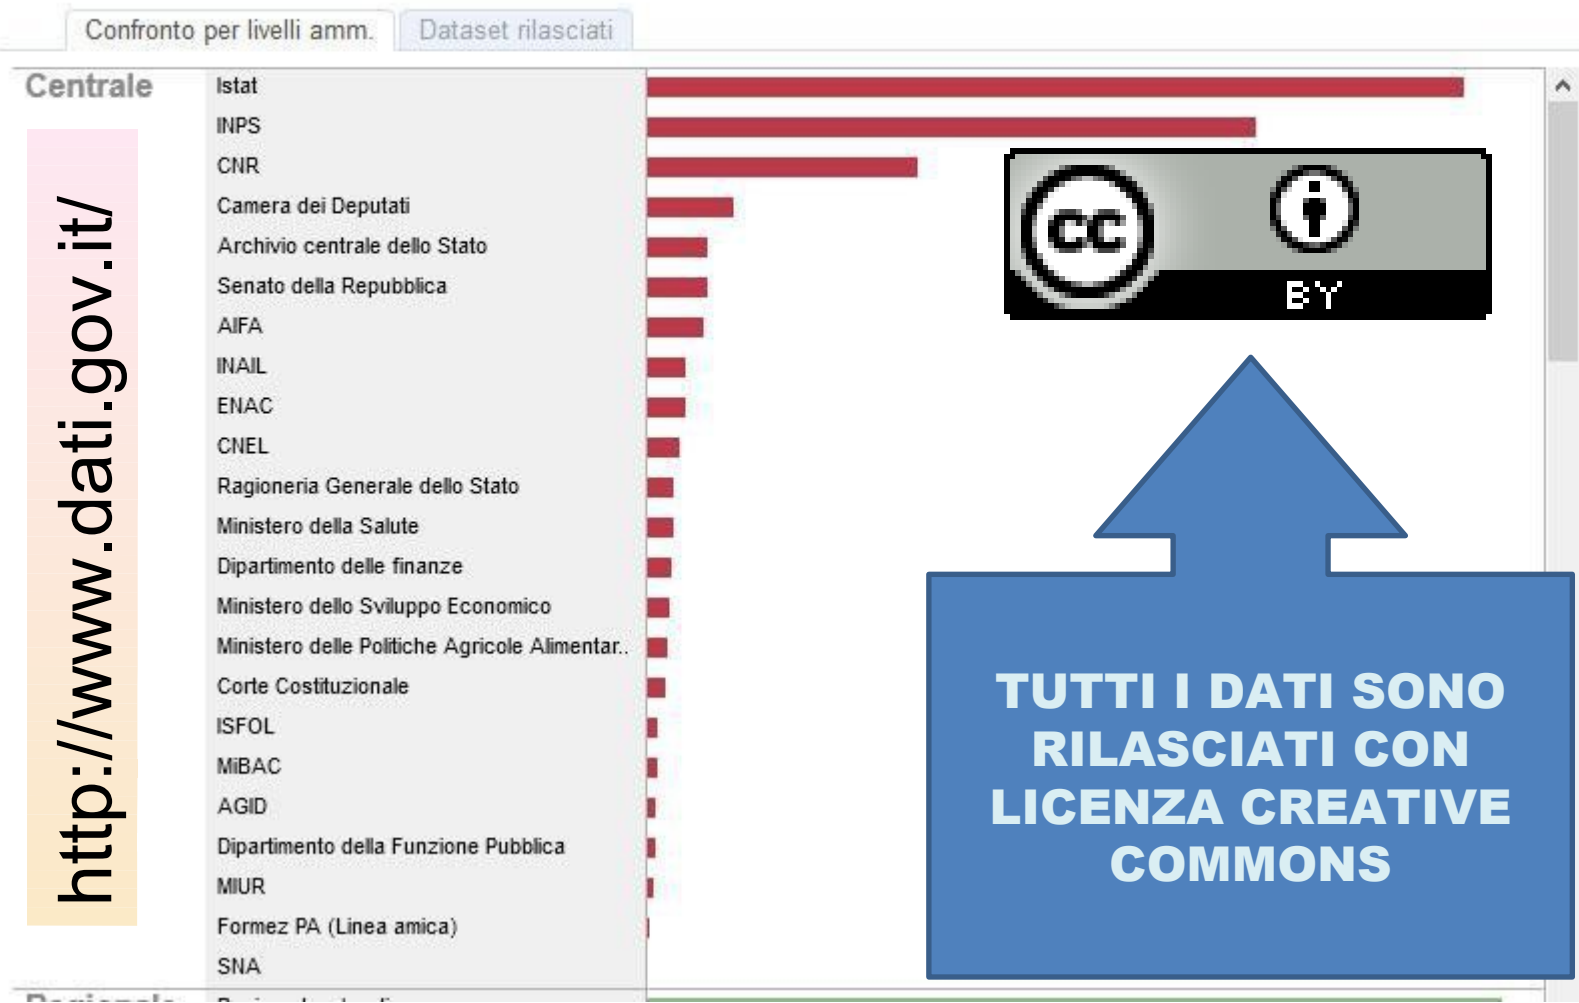 Confronto per livelli amm.
Dataset rilasciati
Centrale
http://www.dati.gov.it/
Istat
INPS
CNR
Camera dei Deputati
Archivio centrale dello Stato
Senato della Repubblica
AIFA
INAIL
ENAC
CNEL
Ragioneria Generale dello Stato
Ministero della Salute
Dipartimento delle finanze
Ministero dello Sviluppo Economico
Ministero delle Politiche Agricole Alimentar..
Corte Costituzionale
ISFOL
MiBAC
AGID
Dipartimento della Funzione Pubblica
MIUR
Formez PA (Linea amica)
SNA
cc
BY
TUTTI I DATI SONO
RILASCIATI CON
LICENZA CREATIVE
COMMONS